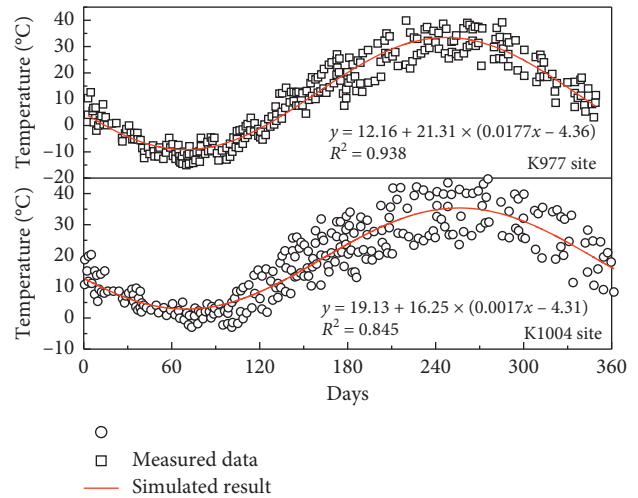 40
30
20
10
0
−10
−20
Temperature (°C)
y = 12.16 + 21.31 × (0.0177x − 4.36)
R² = 0.938
K977 site
40
30
20
10
0
−10
Temperature (°C)
y = 19.13 + 16.25 × (0.0017x − 4.31)
R² = 0.845
K1004 site
0 60 120 180 240 300 360
Days
Measured data
Simulated result